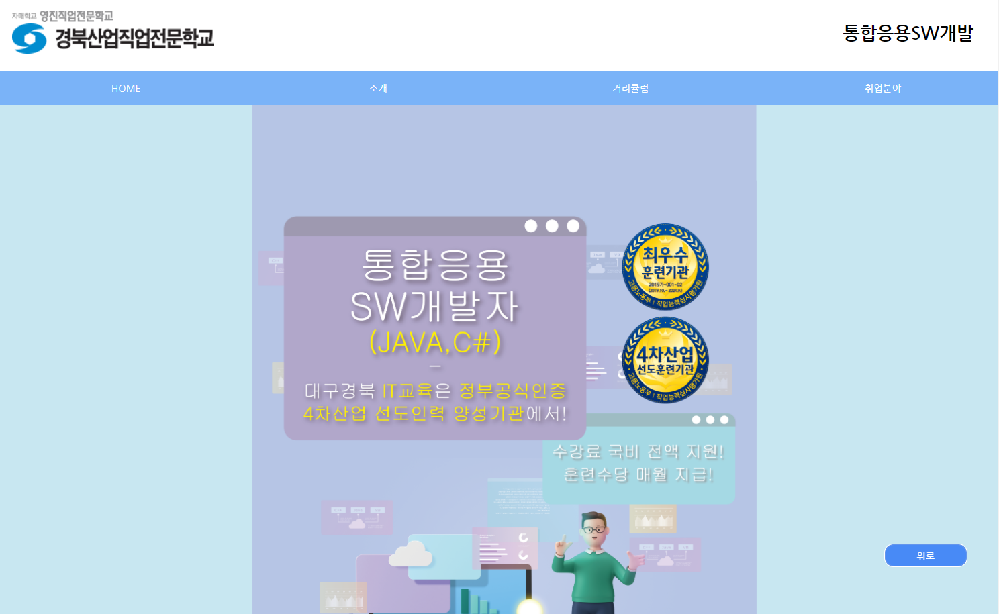 자매학교 영진직업전문학교
경북산업직업전문학교
통합응용SW개발
HOME
소개
커리큘럼
취업분야
통합응용
SW개발자
(JAVA,C#)
대구경북 IT교육은 정부공식인증
4차산업 선도인력 양성기관에서!
최우수
훈련기관
2019기-001-02
(2019.10.~2024.9.)
고용노동부 | 직업능력심사평가원
4차산업
선도훈련기관
고용노동부 | 직업능력심사평가원
수강료 국비 전액 지원!
훈련수당 매월 지급!
C++ Java VR
C++ Java VR
위로